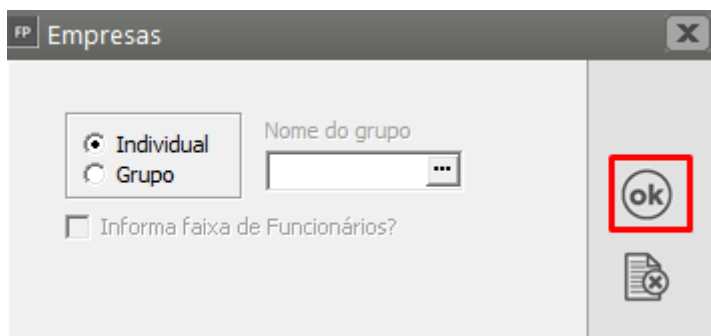 FP Empresas
Individual
Grupo
Nome do grupo
...
Informa faixa de Funcionários?
ok